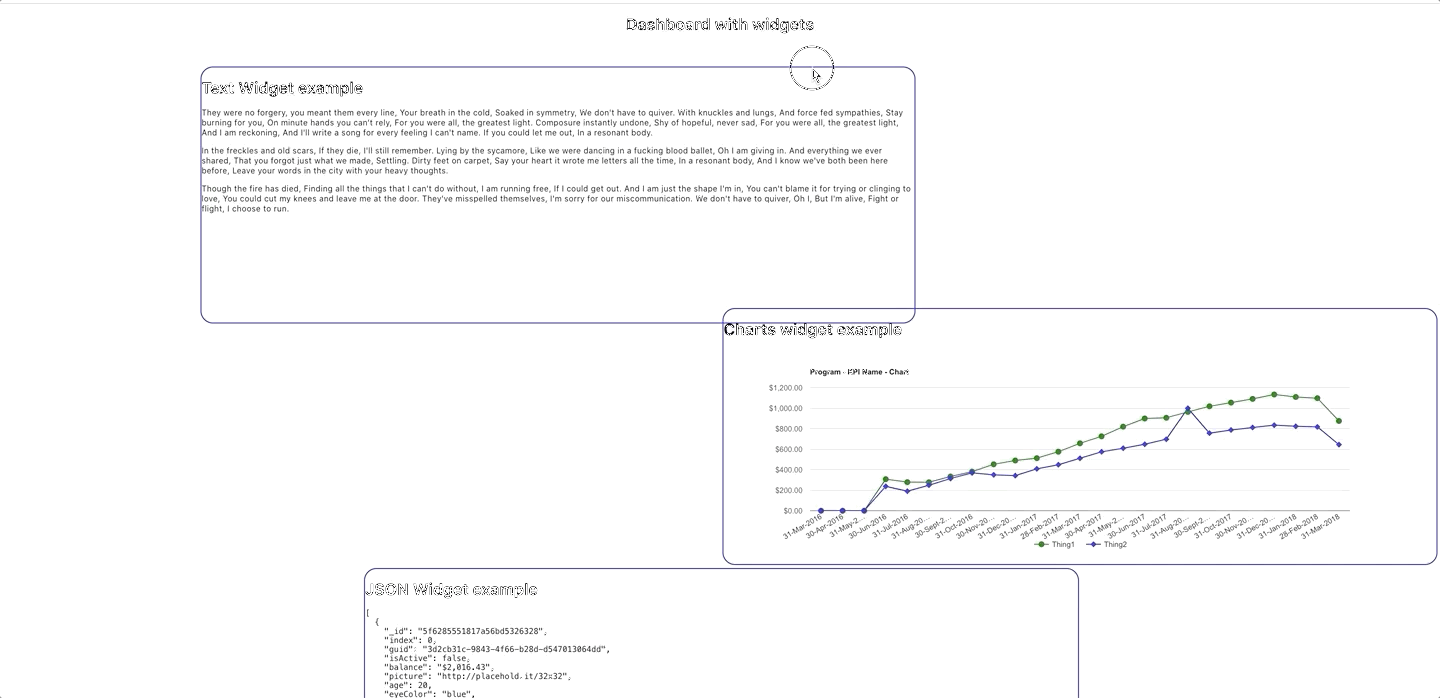 Dashboard with widgets
Text Widget example
They were no forgery, you meant them every line, Your breath in the cold, Soaked in symmetry, We don't have to quiver. With knuckles and lungs, And force fed sympathies, Stay
burning for you, On minute hands you can't rely, For you were all, the greatest light. Composure instantly undone, Shy of hopeful, never sad, For you were all, the greatest light,
And I am reckoning, And I'll write a song for every feeling I can't name. If you could let me out, In a resonant body.
In the freckles and old scars, If they die, I'll still remember. Lying by the sycamore, Like we were dancing in a fucking blood ballet, Oh I am giving in. And everything we ever
shared, That you forgot just what we made, Settling. Dirty feet on carpet, Say your heart it wrote me letters all the time, In a resonant body, And I know we've both been here
before, Leave your words in the city with your heavy thoughts.
Though the fire has died, Finding all the things that I can't do without, I am running free, If I could get out. And I am just the shape I'm in, You can't blame it for trying or clinging to
love, You could cut my knees and leave me at the door. They've misspelled themselves, I'm sorry for our miscommunication. We don't have to quiver, Oh I, But I'm alive, Fight or
flight, I choose to run.
Charts widget example
Program - KPI Name - Chart
$1,200.00
$1,000.00
$800.00
$600.00
$400.00
$200.00
$0.00
31-Mar-2016
30-Apr-2016
31-May-2...
30-Jun-2016
31-Jul-2016
31-Aug-20...
30-Sept-2...
31-Oct-2016
30-Nov-20...
31-Dec-20...
31-Jan-2017
28-Feb-2017
31-Mar-2017
30-Apr-2017
31-May-2...
30-Jun-2017
31-Jul-2017
31-Aug-20...
30-Sept-2...
31-Oct-2017
30-Nov-20...
31-Dec-20...
31-Jan-2018
28-Feb-2018
31-Mar-2018
Thing1 Thing2
JSON Widget example
[
{
"_id": "5f6285551817a56bd5326328",
"index": 0,
"guid": "3d2cb31c-9843-4f66-b28d-d547013064dd",
"isActive": false,
"balance": "$2,016.43",
"picture": "http://placehold.it/32x32",
"age": 20,
"eyeColor": "blue",